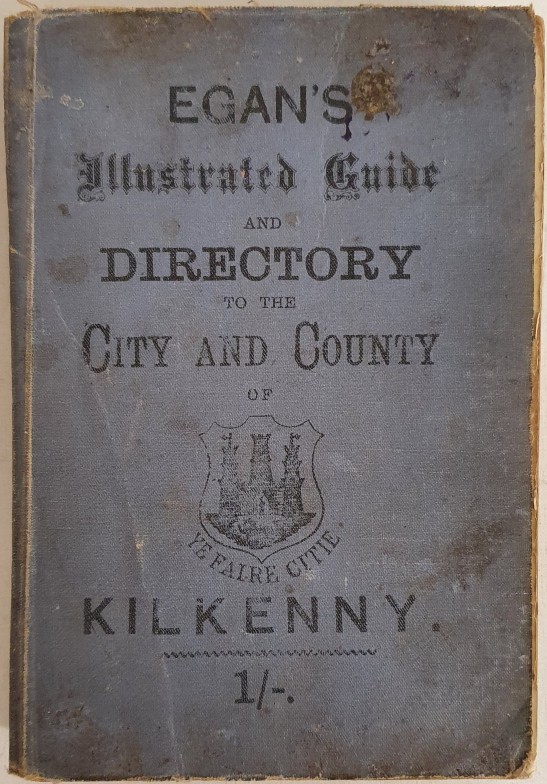 EGAN'S
Illustrated Guide
AND
DIRECTORY
TO THE
CITY AND COUNTY
OF
YE FAIRE CITIE.
KILKENNY.
1/-.